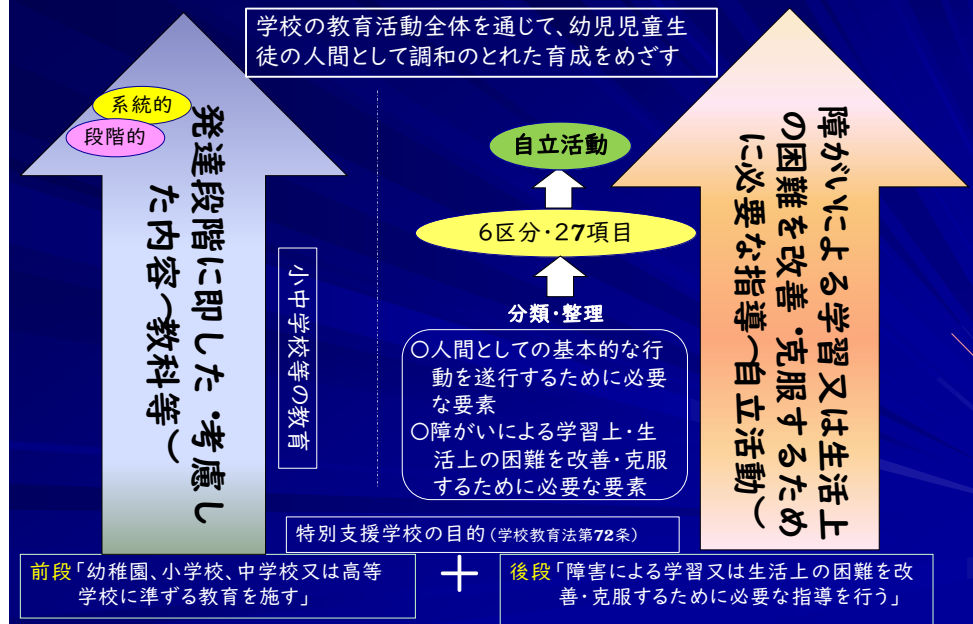 学校の教育活動全体を通じて、幼児児童生
徒の人間として調和のとれた育成をめざす
系統的
段階的
発達段階に即した・考慮し
た内容(教科等)
小中学校等の教育
自立活動
6区分・27項目
分類・整理
○人間としての基本的な行
動を遂行するために必要
な要素
○障がいによる学習上・生
活上の困難を改善・克服
するために必要な要素
障がいによる学習又は生活上
の困難を改善・克服するため
に必要な指導(自立活動)
特別支援学校の目的(学校教育法第72条)
前段「幼稚園、小学校、中学校又は高等
学校に準ずる教育を施す」
+
後段「障害による学習又は生活上の困難を改
善・克服するために必要な指導を行う」